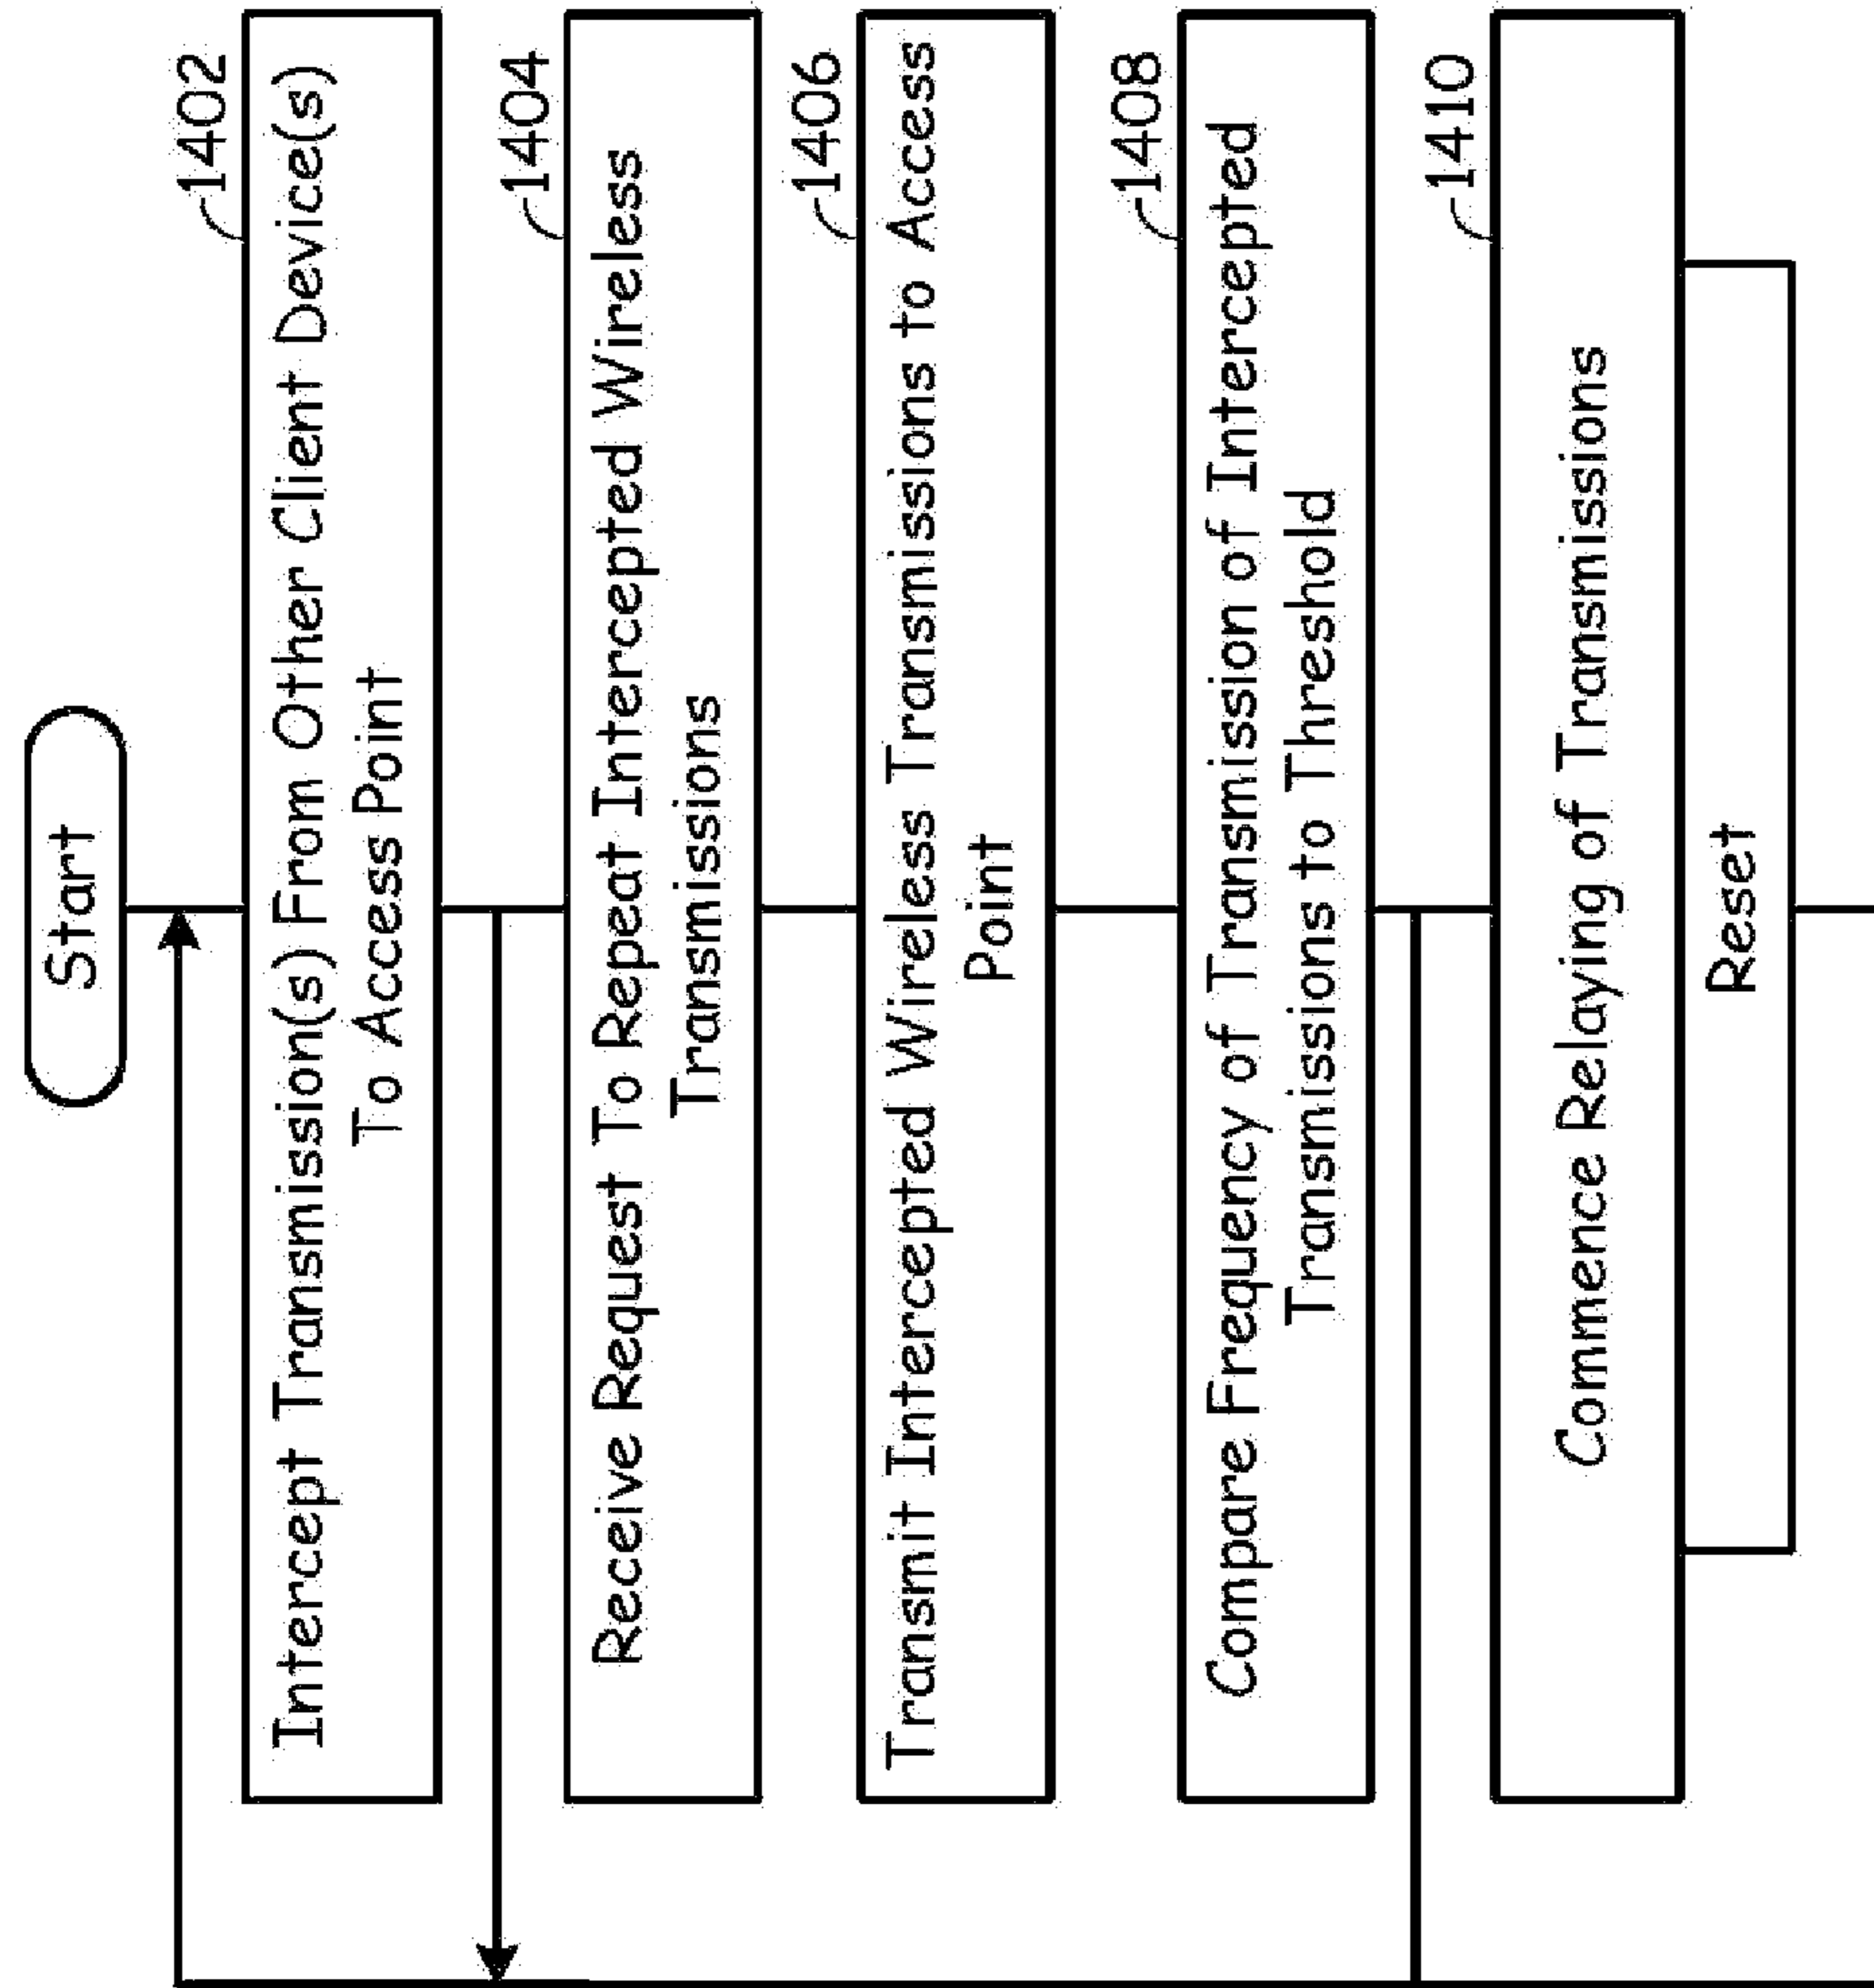 Start
1402
Intercept Transmission(s) From Other Client Device(s)
To Access Point
1404
Receive Request To Repeat Intercepted Wireless
Transmissions
1406
Transmit Intercepted Wireless Transmissions to Access
Point
1408
Compare Frequency of Transmission of Intercepted
Transmissions to Threshold
1410
Commence Relaying of Transmissions
Reset